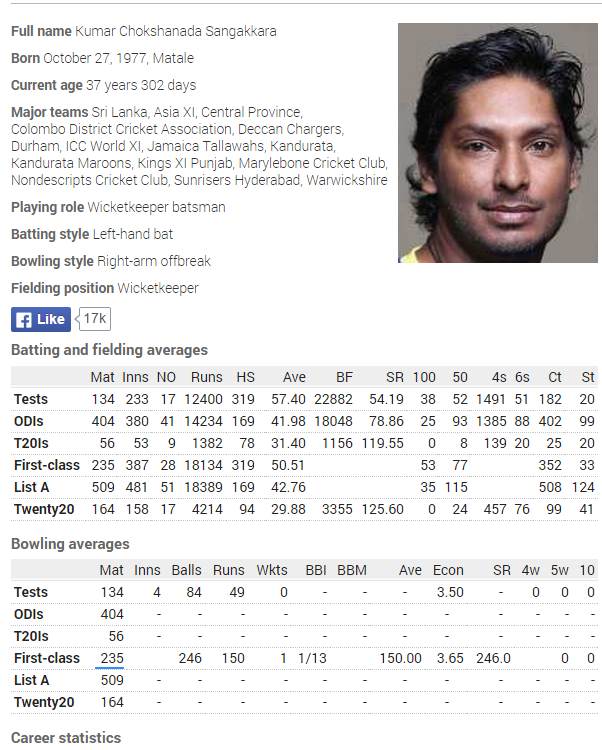 Full name Kumar Chokshanada Sangakkara
Born October 27, 1977, Matale
Current age 37 years 302 days
Major teams Sri Lanka, Asia XI, Central Province,
Colombo District Cricket Association, Deccan Chargers,
Durham, ICC World XI, Jamaica Tallawahs, Kandurata,
Kandurata Maroons, Kings XI Punjab, Marylebone Cricket Club,
Nondescripts Cricket Club, Sunrisers Hyderabad, Warwickshire
Playing role Wicketkeeper batsman
Batting style Left-hand bat
Bowling style Right-arm offbreak
Fielding position Wicketkeeper
Like 17k
Batting and fielding averages
Mat Inns NO Runs HS Ave BF SR 100 50 4s 6s Ct St
Tests 134 233 17 12400 319 57.40 22882 54.19 38 52 1491 51 182 20
ODIs 404 380 41 14234 169 41.98 18048 78.86 25 93 1385 88 402 99
T20Is 56 53 9 1382 78 31.40 1156 119.55 0 8 139 20 25 20
First-class 235 387 28 18134 319 50.51 53 77 352 33
List A 509 481 51 18389 169 42.76 35 115 508 124
Twenty20 164 158 17 4214 94 29.88 3355 125.60 0 24 457 76 99 41
Bowling averages
Mat Inns Balls Runs Wkts BBI BBM Ave Econ SR 4w 5w 10
Tests 134 4 84 49 0 - - - 3.50 - 0 0 0
ODIs 404 - - - - - - - - - - - -
T20Is 56 - - - - - - - - - - - -
First-class 235 246 150 1 1/13 150.00 3.65 246.0 0 0
List A 509 - - - - - - - - - - - -
Twenty20 164 - - - - - - - - - - - -
Career statistics